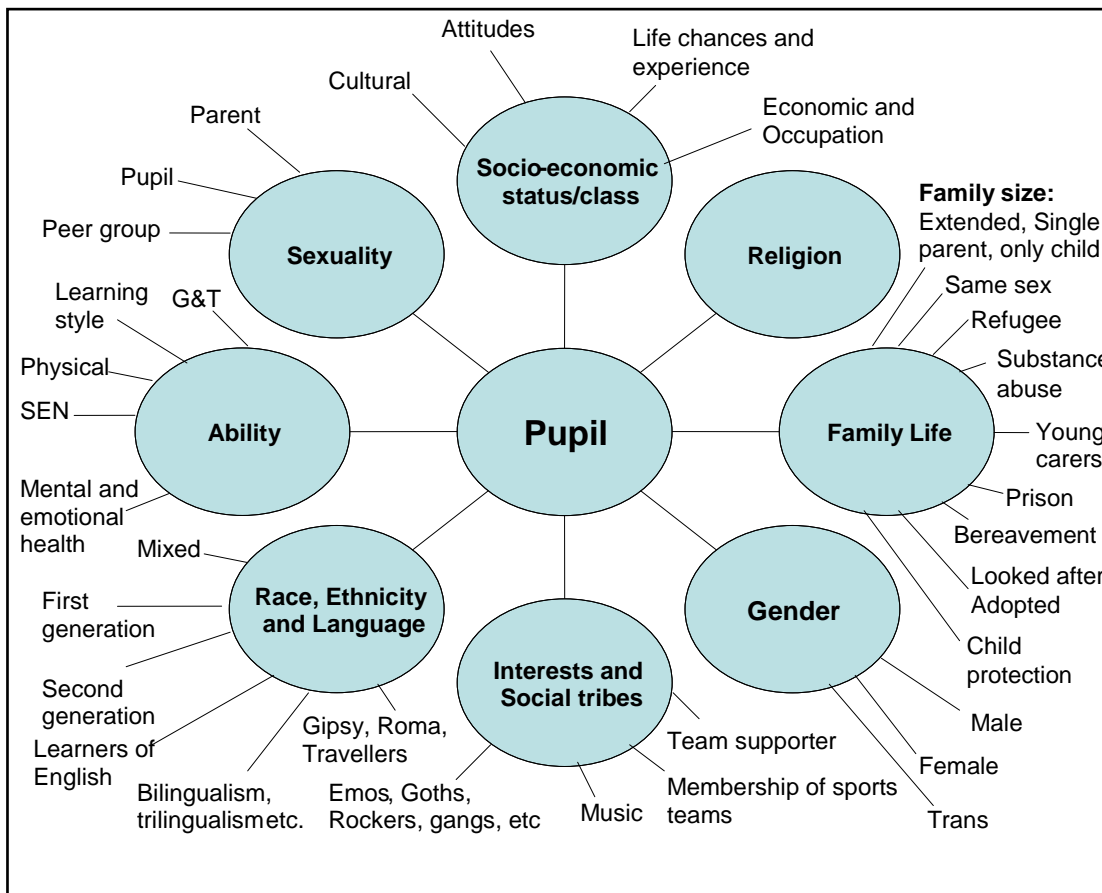 Attitudes
Life chances and
experience
Cultural
Economic and
Occupation
Parent
Socio-economic
status/class
Pupil
Family size:
Extended, Single
parent, only child
Peer group
Sexuality
Religion
Same sex
G&T
Learning
style
Refugee
Physical
Substance
abuse
SEN
Ability
Pupil
Family Life
Young
carers
Mental and
emotional
health
Prison
Bereavement
Mixed
Looked after
Adopted
First
generation
Race, Ethnicity
and Language
Gender
Child
protection
Interests and
Social tribes
Second
generation
Male
Gipsy, Roma,
Travellers
Team supporter
Learners of
English
Female
Bilingualism,
trilingualism etc.
Emos, Goths,
Rockers, gangs, etc
Music
Membership of sports
teams
Trans